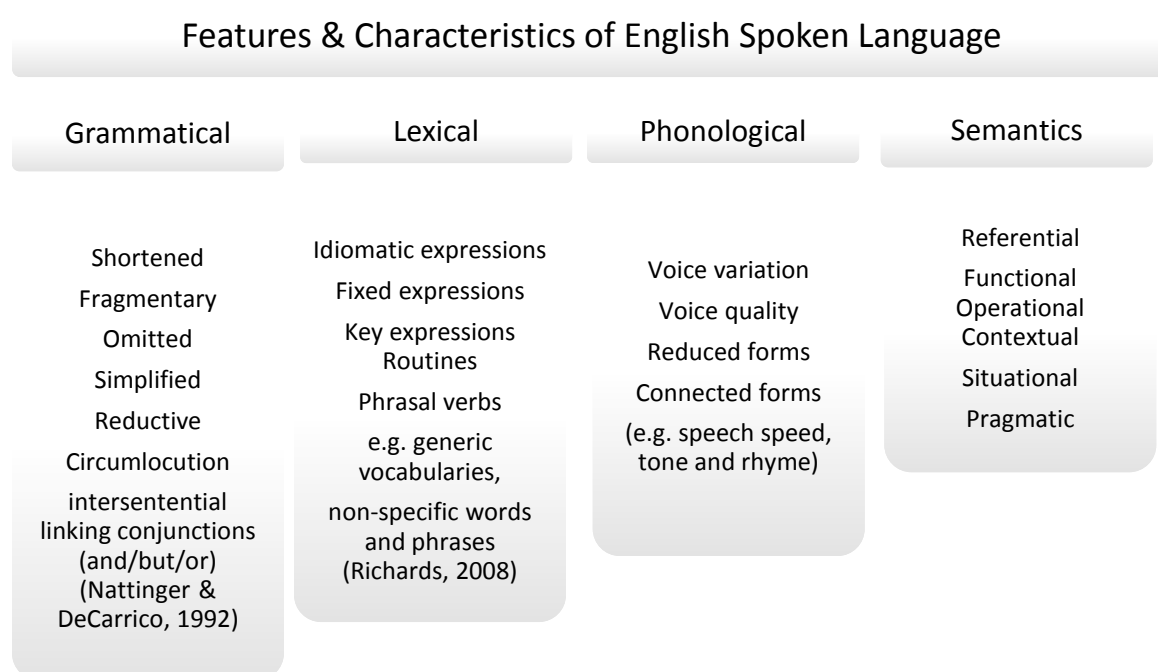 Features & Characteristics of English Spoken Language
Grammatical
Shortened
Fragmentary
Omitted
Simplified
Reductive
Circumlocution
intersentential
linking conjunctions
(and/but/or)
(Nattinger &
DeCarrico, 1992)
Lexical
Idiomatic expressions
Fixed expressions
Key expressions
Routines
Phrasal verbs
e.g. generic
vocabularies,
non-specific words
and phrases
(Richards, 2008)
Phonological
Voice variation
Voice quality
Reduced forms
Connected forms
(e.g. speech speed,
tone and rhyme)
Semantics
Referential
Functional
Operational
Contextual
Situational
Pragmatic